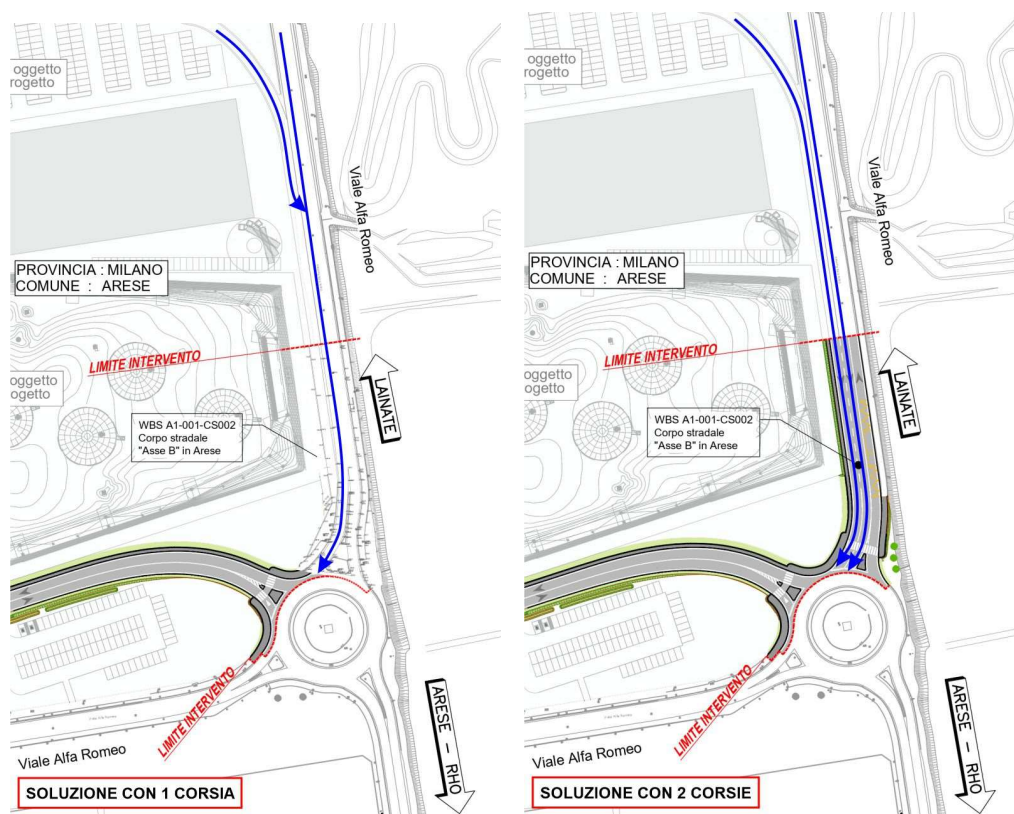 oggetto
rogetto
Viale Alfa Romeo
PROVINCIA : MILANO
COMUNE : ARESE
LIMITE INTERVENTO
oggetto
ogetto
LAINATE
WBS A1-001-CS002
Corpo stradale
"Asse B" in Arese
LIMITE INTERVENTO
Viale Alfa Romeo
ARESE - RHO
SOLUZIONE CON 1 CORSIA
oggetto
rogetto
Viale Alfa Romeo
PROVINCIA : MILANO
COMUNE : ARESE
LIMITE INTERVENTO
oggetto
ogetto
LAINATE
WBS A1-001-CS002
Corpo stradale
"Asse B" in Arese
LIMITE INTERVENTO
Viale Alfa Romeo
ARESE - RHO
SOLUZIONE CON 2 CORSIE